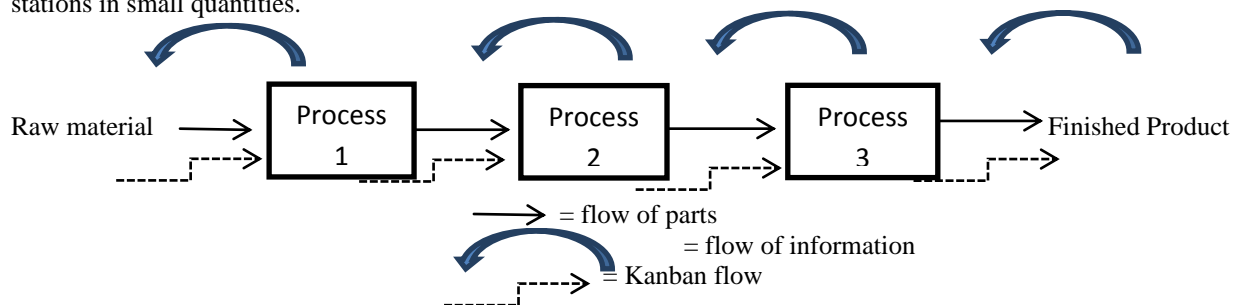 stations in small quantities.
Raw material
Process
1
Process
2
Process
3
Finished Product
= flow of parts
= flow of information
= Kanban flow